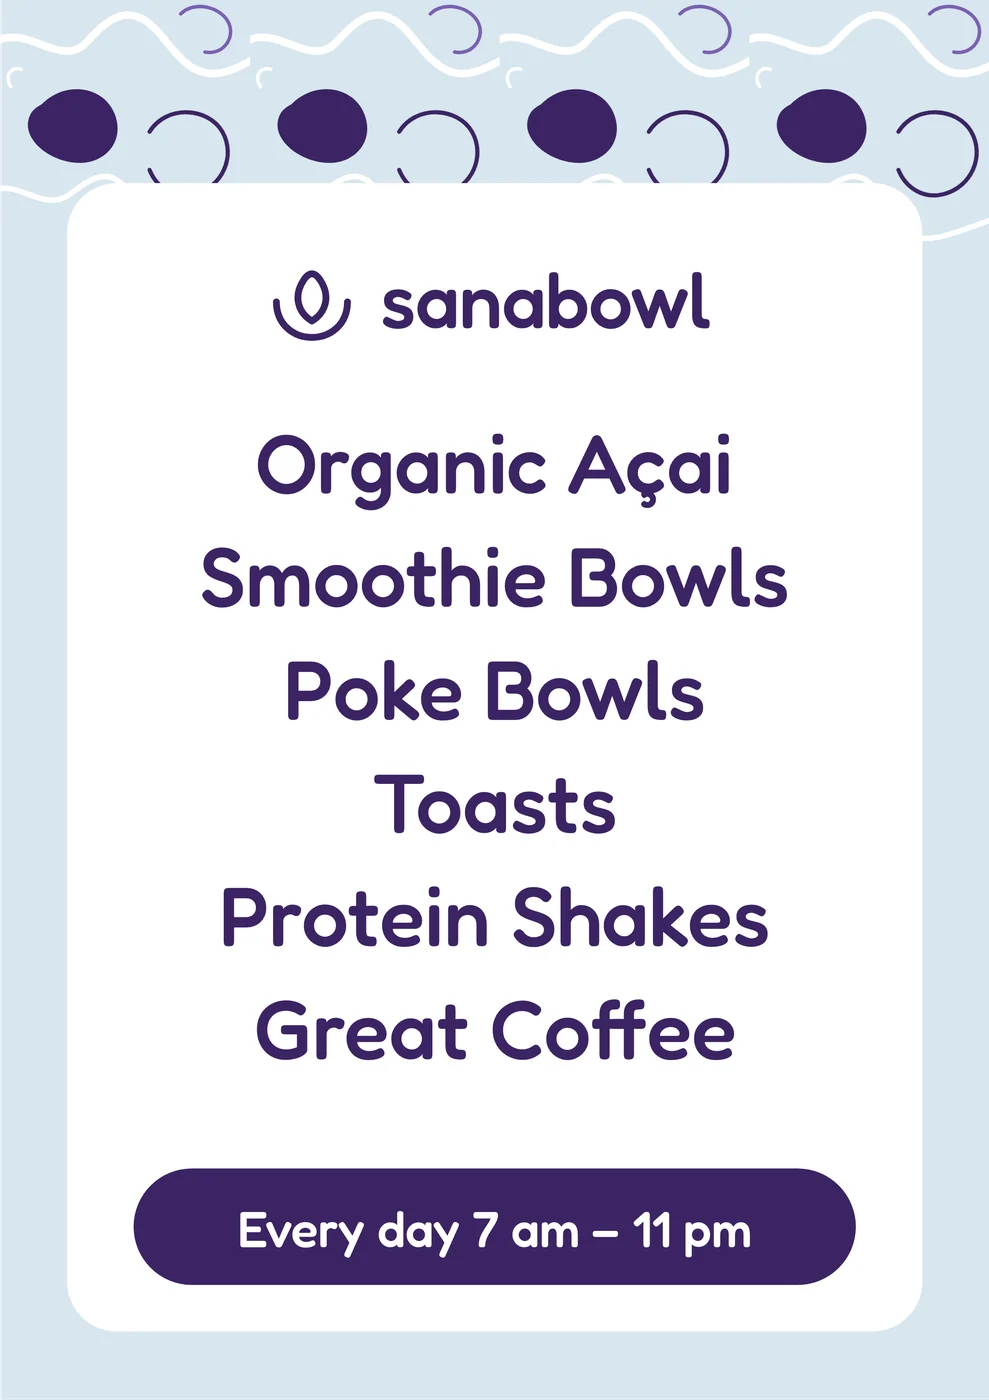 sanabowl
Organic Açai
Smoothie Bowls
Poke Bowls
Toasts
Protein Shakes
Great Coffee
Every day 7 am – 11 pm